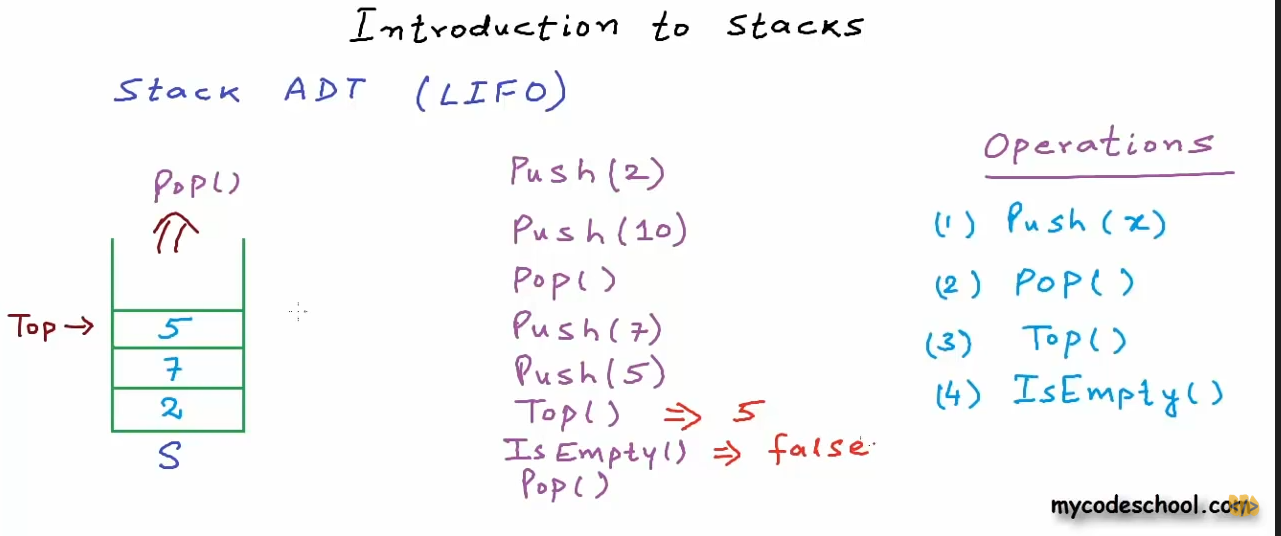 Introduction to stacks
Stack ADT (LIFO)
Pop()
Top →
5
7
2
S
Push(2)
Push(10)
Pop()
Push(7)
Push(5)
Top() ⇒ 5
IsEmpty() ⇒ false
Pop()
Operations
(1) Push(x)
(2) Pop()
(3) Top()
(4) IsEmpty()
mycodeschool.com